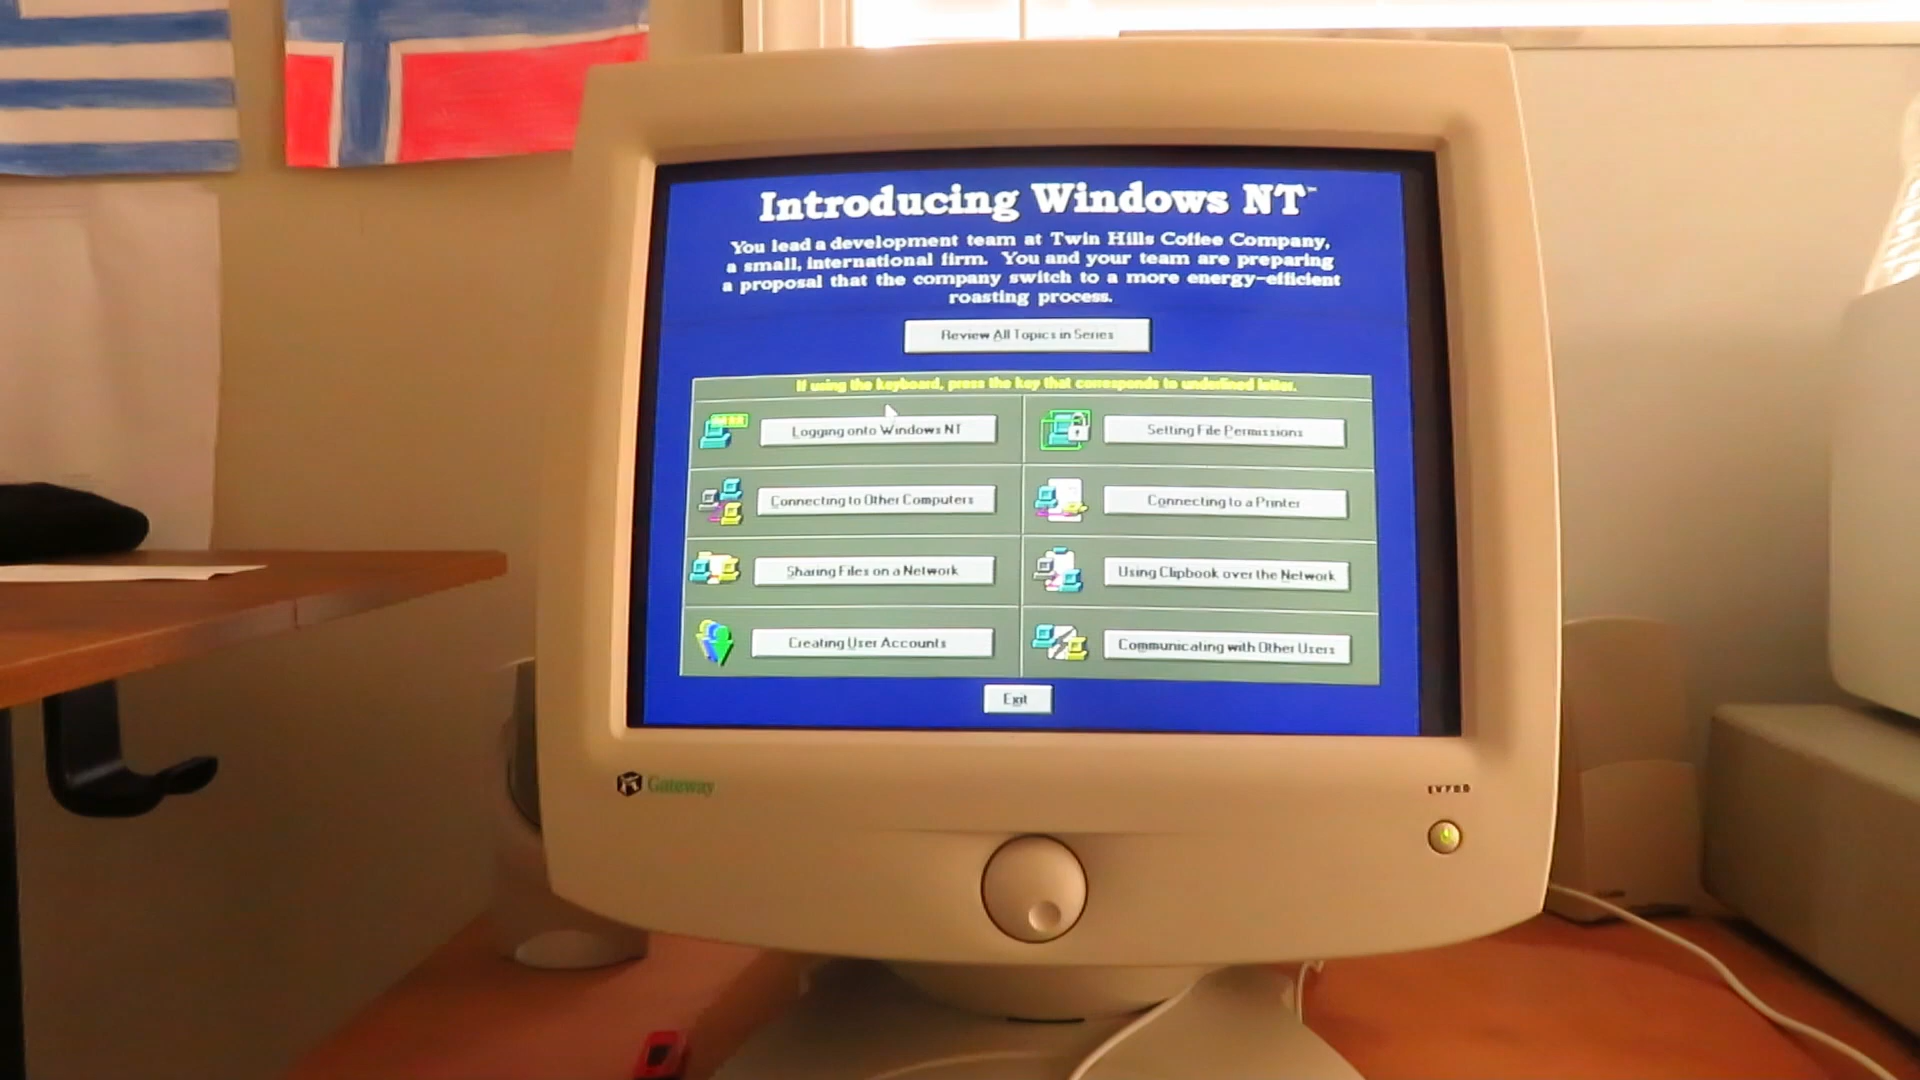 Introducing Windows NT™
You lead a development team at Twin Hills Coffee Company,
a small, international firm. You and your team are preparing
a proposal that the company switch to a more energy-efficient
roasting process.
Review All Topics in Series
If using the keyboard, press the key that corresponds to underlined letter.
Logging onto Windows NT
Setting File Permissions
Connecting to Other Computers
Connecting to a Printer
Sharing Files on a Network
Using Clipbook over the Network
Creating User Accounts
Communicating with Other Users
Exit
Gateway
EV700